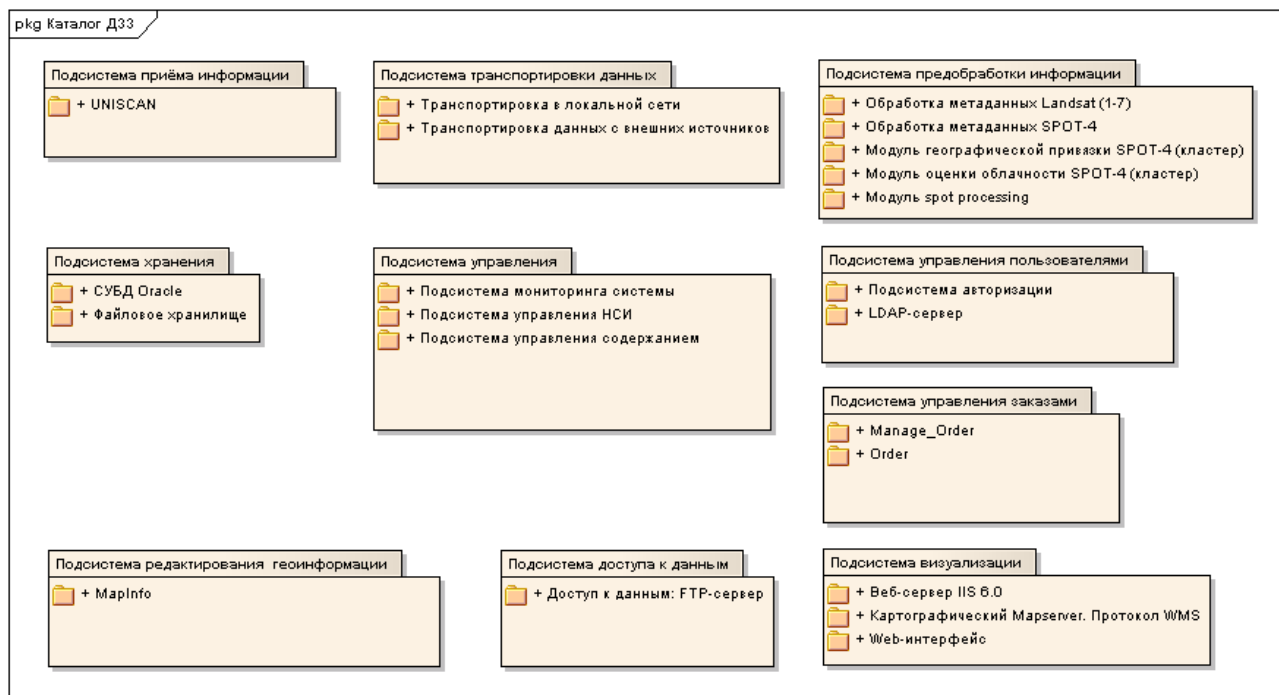 pkg Каталог ДЗЗ
Подсистема приёма информации
+ UNISCAN
Подсистема транспортировки данных
+ Транспортировка в локальной сети
+ Транспортировка данных с внешних источников
Подсистема предобработки информации
+ Обработка метаданных Landsat (1-7)
+ Обработка метаданных SPOT-4
+ Модуль географической привязки SPOT-4 (кластер)
+ Модуль оценки облачности SPOT-4 (кластер)
+ Модуль spot processing
Подсистема хранения
+ СУБД Oracle
+ Файловое хранилище
Подсистема управления
+ Подсистема мониторинга системы
+ Подсистема управления НСИ
+ Подсистема управления содержанием
Подсистема управления пользователями
+ Подсистема авторизации
+ LDAP-сервер
Подсистема управления заказами
+ Manage_Order
+ Order
Подсистема редактирования геоинформации
+ MapInfo
Подсистема доступа к данным
+ Доступ к данным: FTP-сервер
Подсистема визуализации
+ Веб-сервер IIS 6.0
+ Картографический Mapserver. Протокол WMS
+ Web-интерфейс